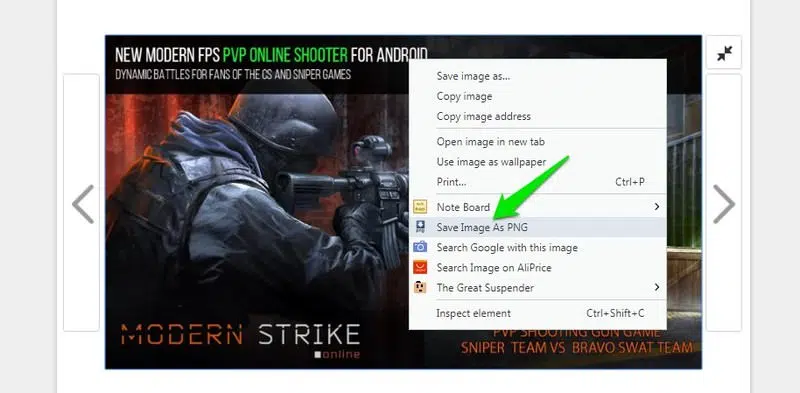 NEW MODERN FPS PVP ONLINE SHOOTER FOR ANDROID
DYNAMIC BATTLES FOR FANS OF THE CS AND SNIPER GAMES
Save image as...
Copy image
Copy image address
Open image in new tab
Use image as wallpaper
Print... Ctrl+P
Note Board
Save Image As PNG
Search Google with this image
Search Image on AliPrice
The Great Suspender
Inspect element Ctrl+Shift+C
MODERN STRIKE
online
PVP SHOOTING GUN GAME
SNIPER TEAM VS BRAVO SWAT TEAM